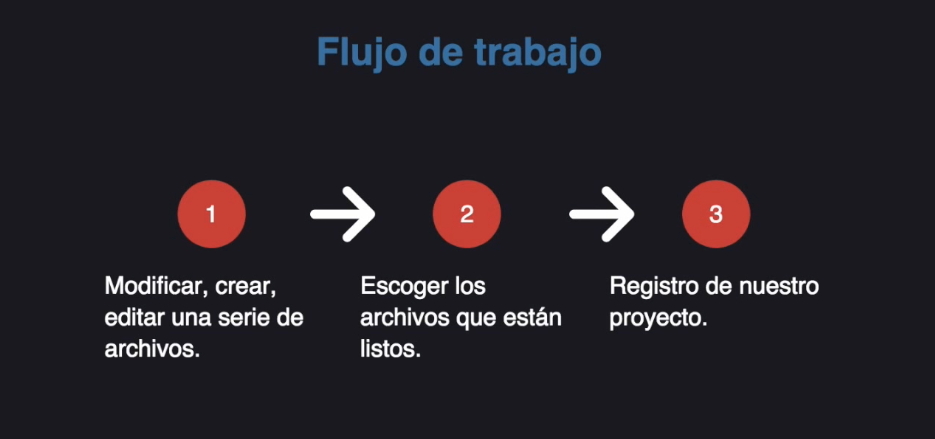 Flujo de trabajo
1
2
3
Modificar, crear,
editar una serie de
archivos.
Escoger los
archivos que están
listos.
Registro de nuestro
proyecto.